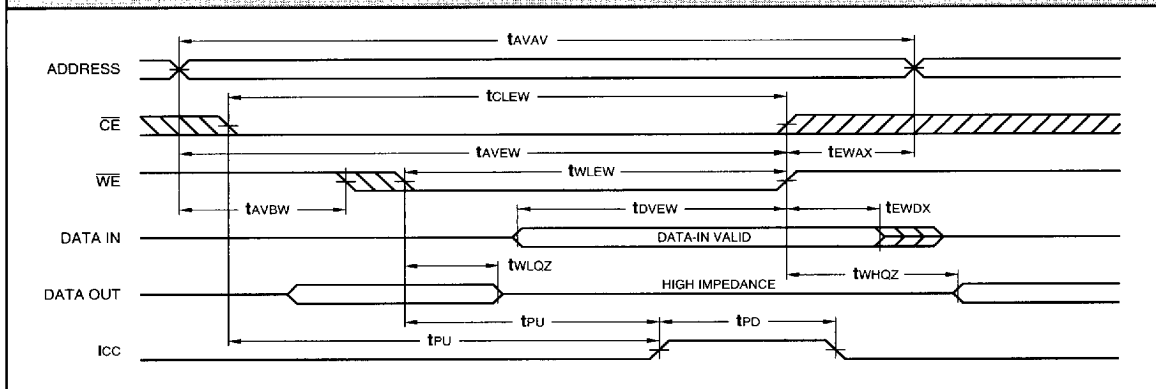 tAVAV
ADDRESS
tCLEW
CE
tAVEW
tEWAX
WE
tWLEW
tAVBW
tDVEW
tEWDX
DATA IN
DATA-IN VALID
tWLQZ
tWHQZ
DATA OUT
HIGH IMPEDANCE
tPU
tPD
tPU
ICC